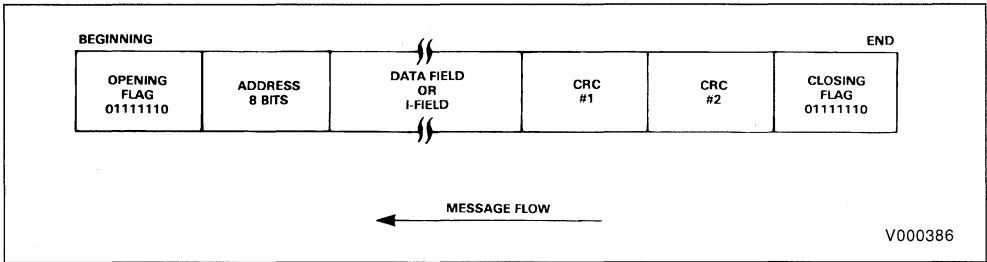 BEGINNING
END
OPENING
FLAG
01111110
ADDRESS
8 BITS
DATA FIELD
OR
I-FIELD
CRC
#1
CRC
#2
CLOSING
FLAG
01111110
MESSAGE FLOW
V000386